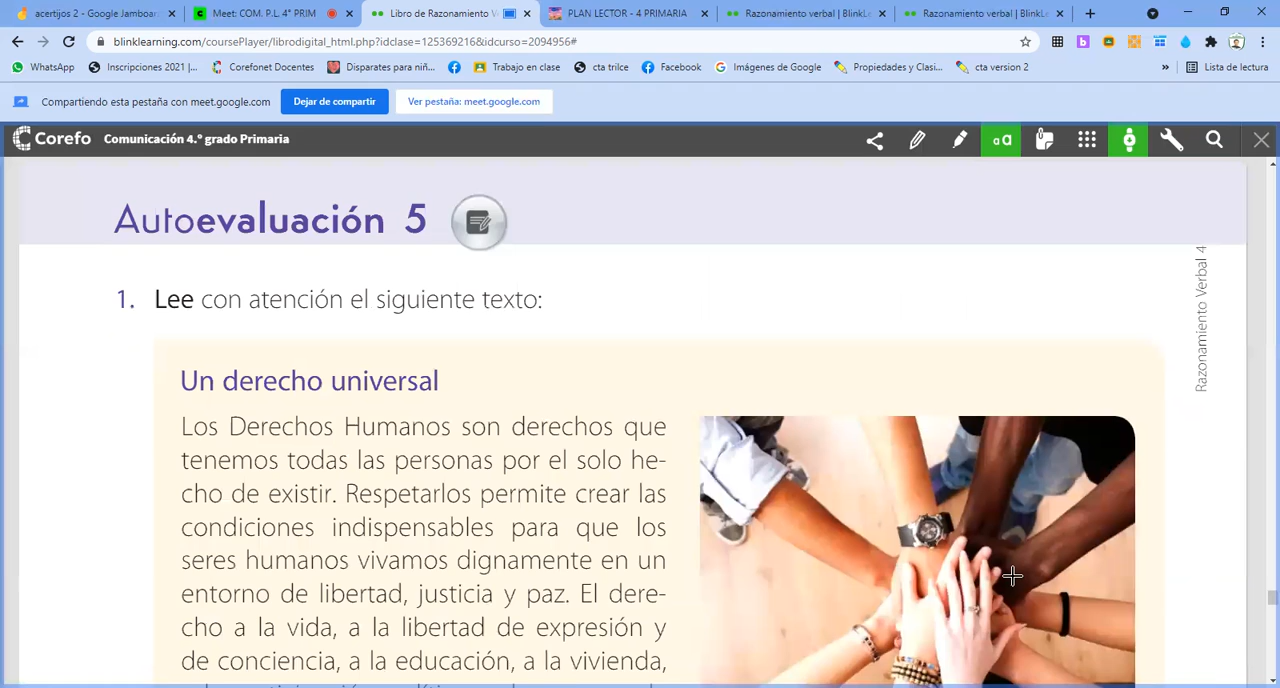 acertijos 2 - Google Jamboar
Meet: COM. P.L. 4° PRIM
Libro de Razonamiento V
PLAN LECTOR - 4 PRIMARIA
Razonamiento verbal | BlinkLe
Razonamiento verbal | BlinkLe
blinklearning.com/coursePlayer/librodigital_html.php?idclase=125369216&idcurso=2094956#
WhatsApp
Inscripciones 2021 |...
Corefonet Docentes
Disparates para niñ...
Trabajo en clase
cta trilce
Facebook
Imágenes de Google
Propiedades y Clasi...
cta version 2
»
Lista de lectura
Compartiendo esta pestaña con meet.google.com
Dejar de compartir
Ver pestaña: meet.google.com
Corefo
Comunicación 4.º grado Primaria
aa
Autoevaluación 5
Razonamiento Verbal 4
1. Lee con atención el siguiente texto:
Un derecho universal
Los Derechos Humanos son derechos que
tenemos todas las personas por el solo he-
cho de existir. Respetarlos permite crear las
condiciones indispensables para que los
seres humanos vivamos dignamente en un
entorno de libertad, justicia y paz. El dere-
cho a la vida, a la libertad de expresión y
de conciencia, a la educación, a la vivienda,